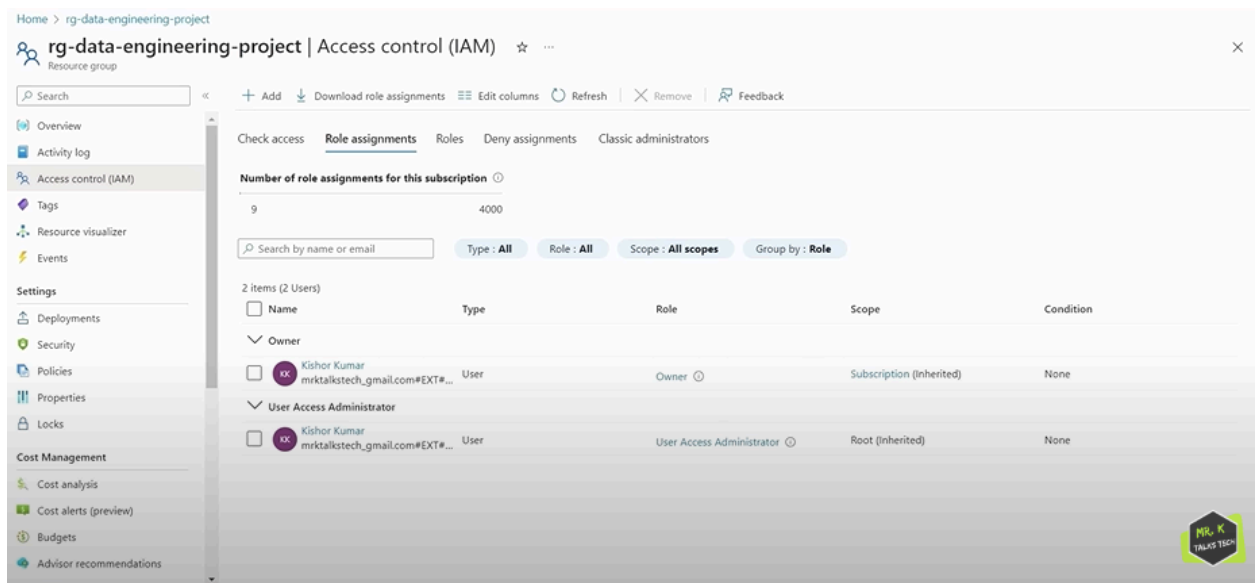 Home > rg-data-engineering-project
rg-data-engineering-project | Access control (IAM) ☆ ···
Resource group
Search
Overview
Activity log
Access control (IAM)
Tags
Resource visualizer
Events
Settings
Deployments
Security
Policies
Properties
Locks
Cost Management
Cost analysis
Cost alerts (preview)
Budgets
Advisor recommendations
+ Add Download role assignments Edit columns Refresh Remove Feedback
Check access Role assignments Roles Deny assignments Classic administrators
Number of role assignments for this subscription
9 4000
Search by name or email Type : All Role : All Scope : All scopes Group by : Role
2 items (2 Users)
Name Type Role Scope Condition
Owner
KK Kishor Kumar
mrktalkstech_gmail.com#EXT#... User Owner Subscription (Inherited) None
User Access Administrator
KK Kishor Kumar
mrktalkstech_gmail.com#EXT#... User User Access Administrator Root (Inherited) None
MR. K
TALKS TECH